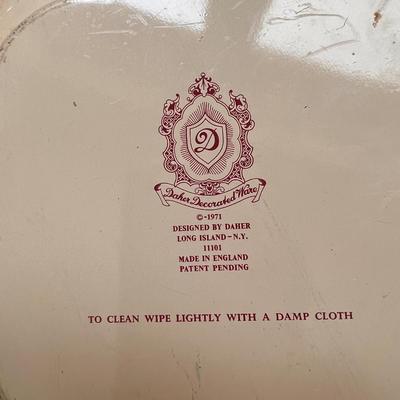 D
Daher Decorated Ware
©-1971
DESIGNED BY DAHER
LONG ISLAND-N.Y.
11101
MADE IN ENGLAND
PATENT PENDING
TO CLEAN WIPE LIGHTLY WITH A DAMP CLOTH